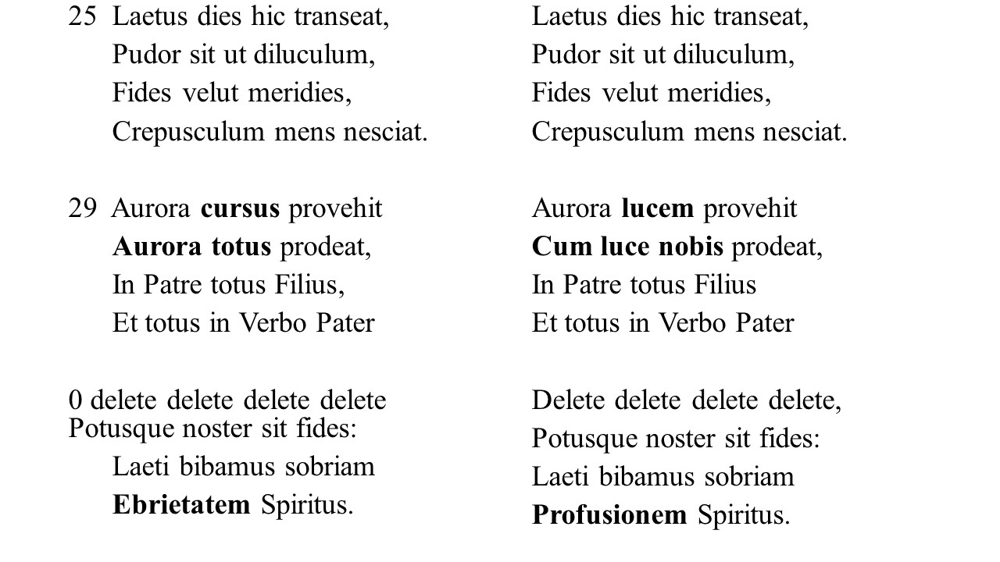 25 Laetus dies hic transeat,
Pudor sit ut diluculum,
Fides velut meridies,
Crepusculum mens nesciat.
29 Aurora cursus provehit
Aurora totus prodeat,
In Patre totus Filius,
Et totus in Verbo Pater
0 delete delete delete delete
Potusque noster sit fides:
Laeti bibamus sobriam
Ebrietatem Spiritus.
Laetus dies hic transeat,
Pudor sit ut diluculum,
Fides velut meridies,
Crepusculum mens nesciat.
Aurora lucem provehit
Cum luce nobis prodeat,
In Patre totus Filius
Et totus in Verbo Pater
Delete delete delete delete,
Potusque noster sit fides:
Laeti bibamus sobriam
Profusionem Spiritus.